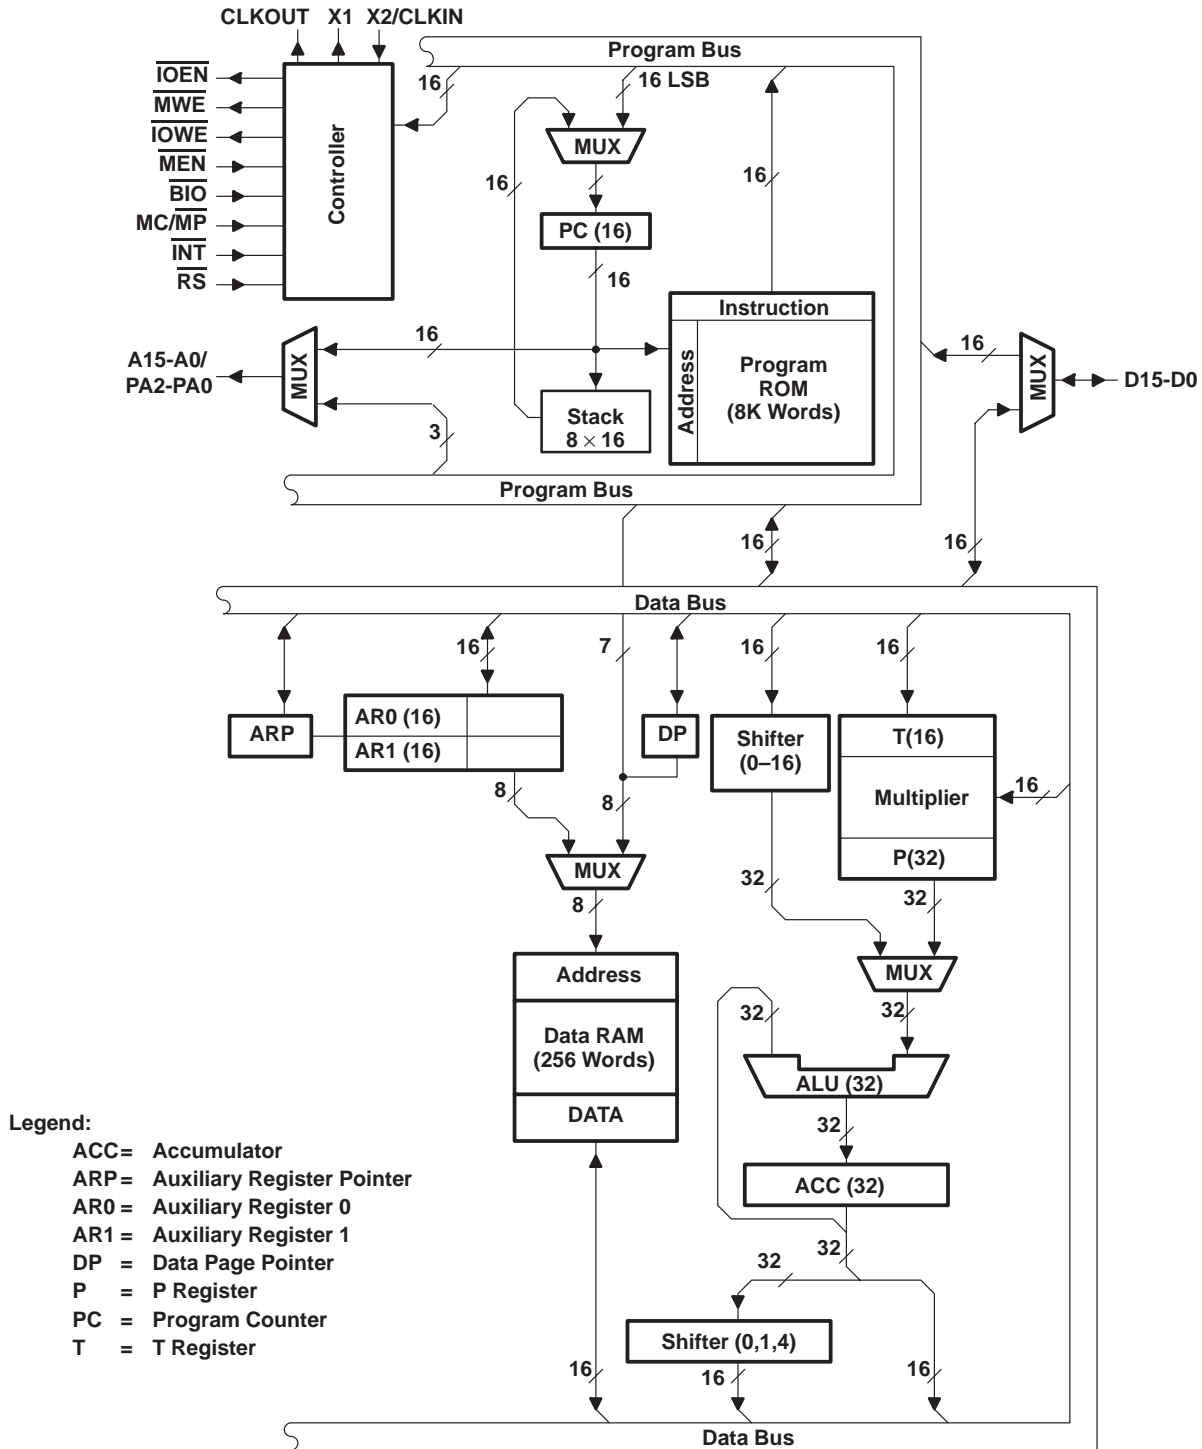 CLKOUT X1 X2/CLKIN
Program Bus
IOEN
MWE
IOWE
MEN
BIO
MC/MP
INT
RS
Controller
16
16 LSB
MUX
16
16
PC (16)
16
Instruction
Address
Program
ROM
(8K Words)
16
A15-A0/
PA2-PA0
MUX
3
Stack
8 × 16
16
MUX
D15-D0
Program Bus
16
16
Data Bus
16
7
16
16
ARP
AR0 (16)
AR1 (16)
DP
Shifter
(0–16)
T(16)
Multiplier
P(32)
16
8
8
MUX
8
32
32
MUX
Address
Data RAM
(256 Words)
DATA
32
32
ALU (32)
32
ACC (32)
32
32
Shifter (0,1,4)
16
16
16
Data Bus
Legend:
ACC = Accumulator
ARP = Auxiliary Register Pointer
AR0 = Auxiliary Register 0
AR1 = Auxiliary Register 1
DP = Data Page Pointer
P = P Register
PC = Program Counter
T = T Register